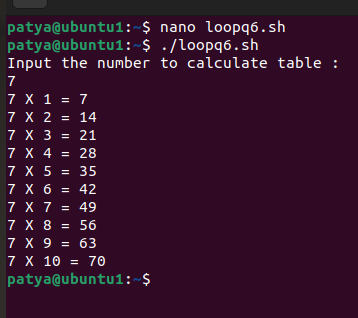 patya@ubuntu1:~$ nano loopq6.sh
patya@ubuntu1:~$ ./loopq6.sh
Input the number to calculate table :
7
7 X 1 = 7
7 X 2 = 14
7 X 3 = 21
7 X 4 = 28
7 X 5 = 35
7 X 6 = 42
7 X 7 = 49
7 X 8 = 56
7 X 9 = 63
7 X 10 = 70
patya@ubuntu1:~$